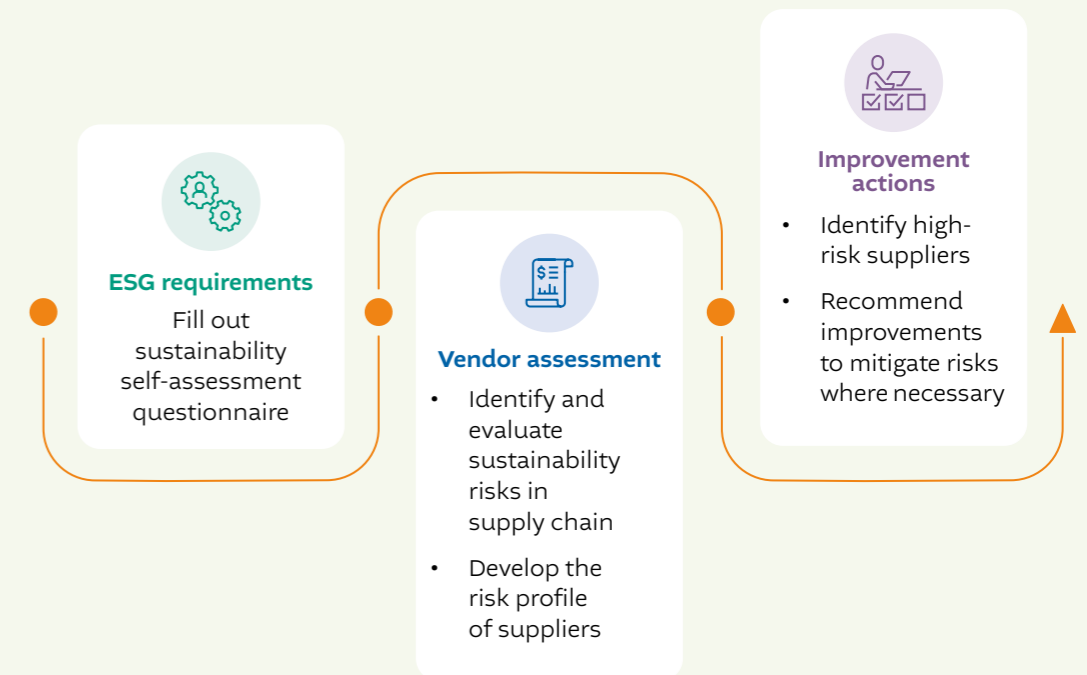 ESG requirements
Fill out
sustainability
self-assessment
questionnaire
Vendor assessment
• Identify and
evaluate
sustainability
risks in
supply chain
• Develop the
risk profile
of suppliers
Improvement
actions
• Identify high-
risk suppliers
• Recommend
improvements
to mitigate risks
where necessary